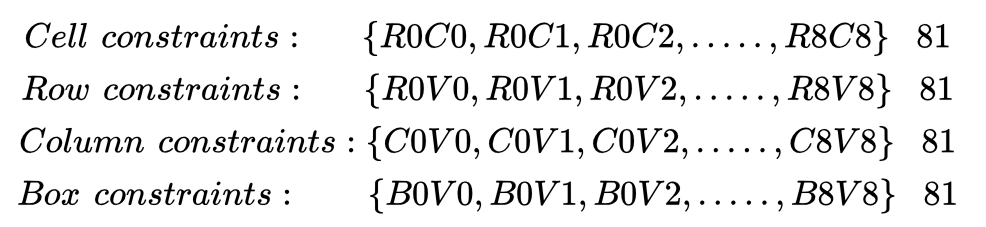 Cell constraints: {R0C0, R0C1, R0C2, ....., R8C8} 81
Row constraints: {R0V0, R0V1, R0V2, ....., R8V8} 81
Column constraints: {C0V0, C0V1, C0V2, ....., C8V8} 81
Box constraints: {B0V0, B0V1, B0V2, ....., B8V8} 81